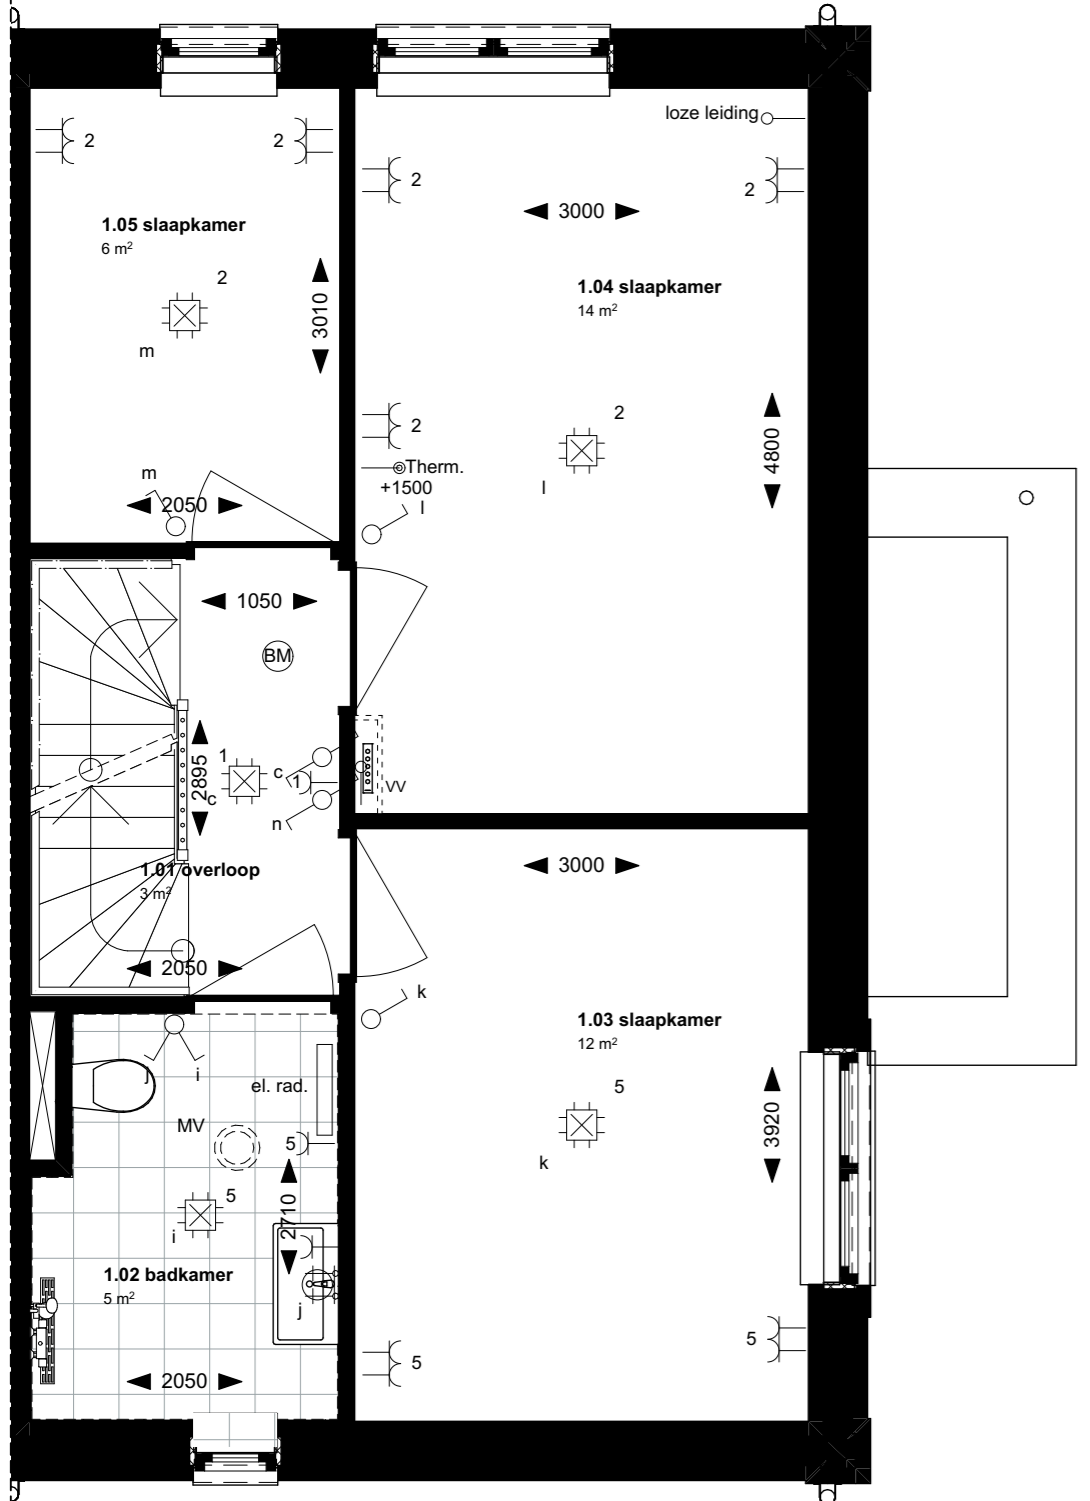 loze leiding
2
2
2
2
1.05 slaapkamer
6 m²
3000
2
3010
m
1.04 slaapkamer
14 m²
2
2
l
4800
Therm.
+1500
l
m
2050
1050
BM
2895
1
c
c
1
n
VV
1.01 overloop
3 m²
2050
3000
k
1.03 slaapkamer
12 m²
5
k
3920
j
i
el. rad.
MV
5
5
i
2710
1.02 badkamer
5 m²
j
2050
5
5